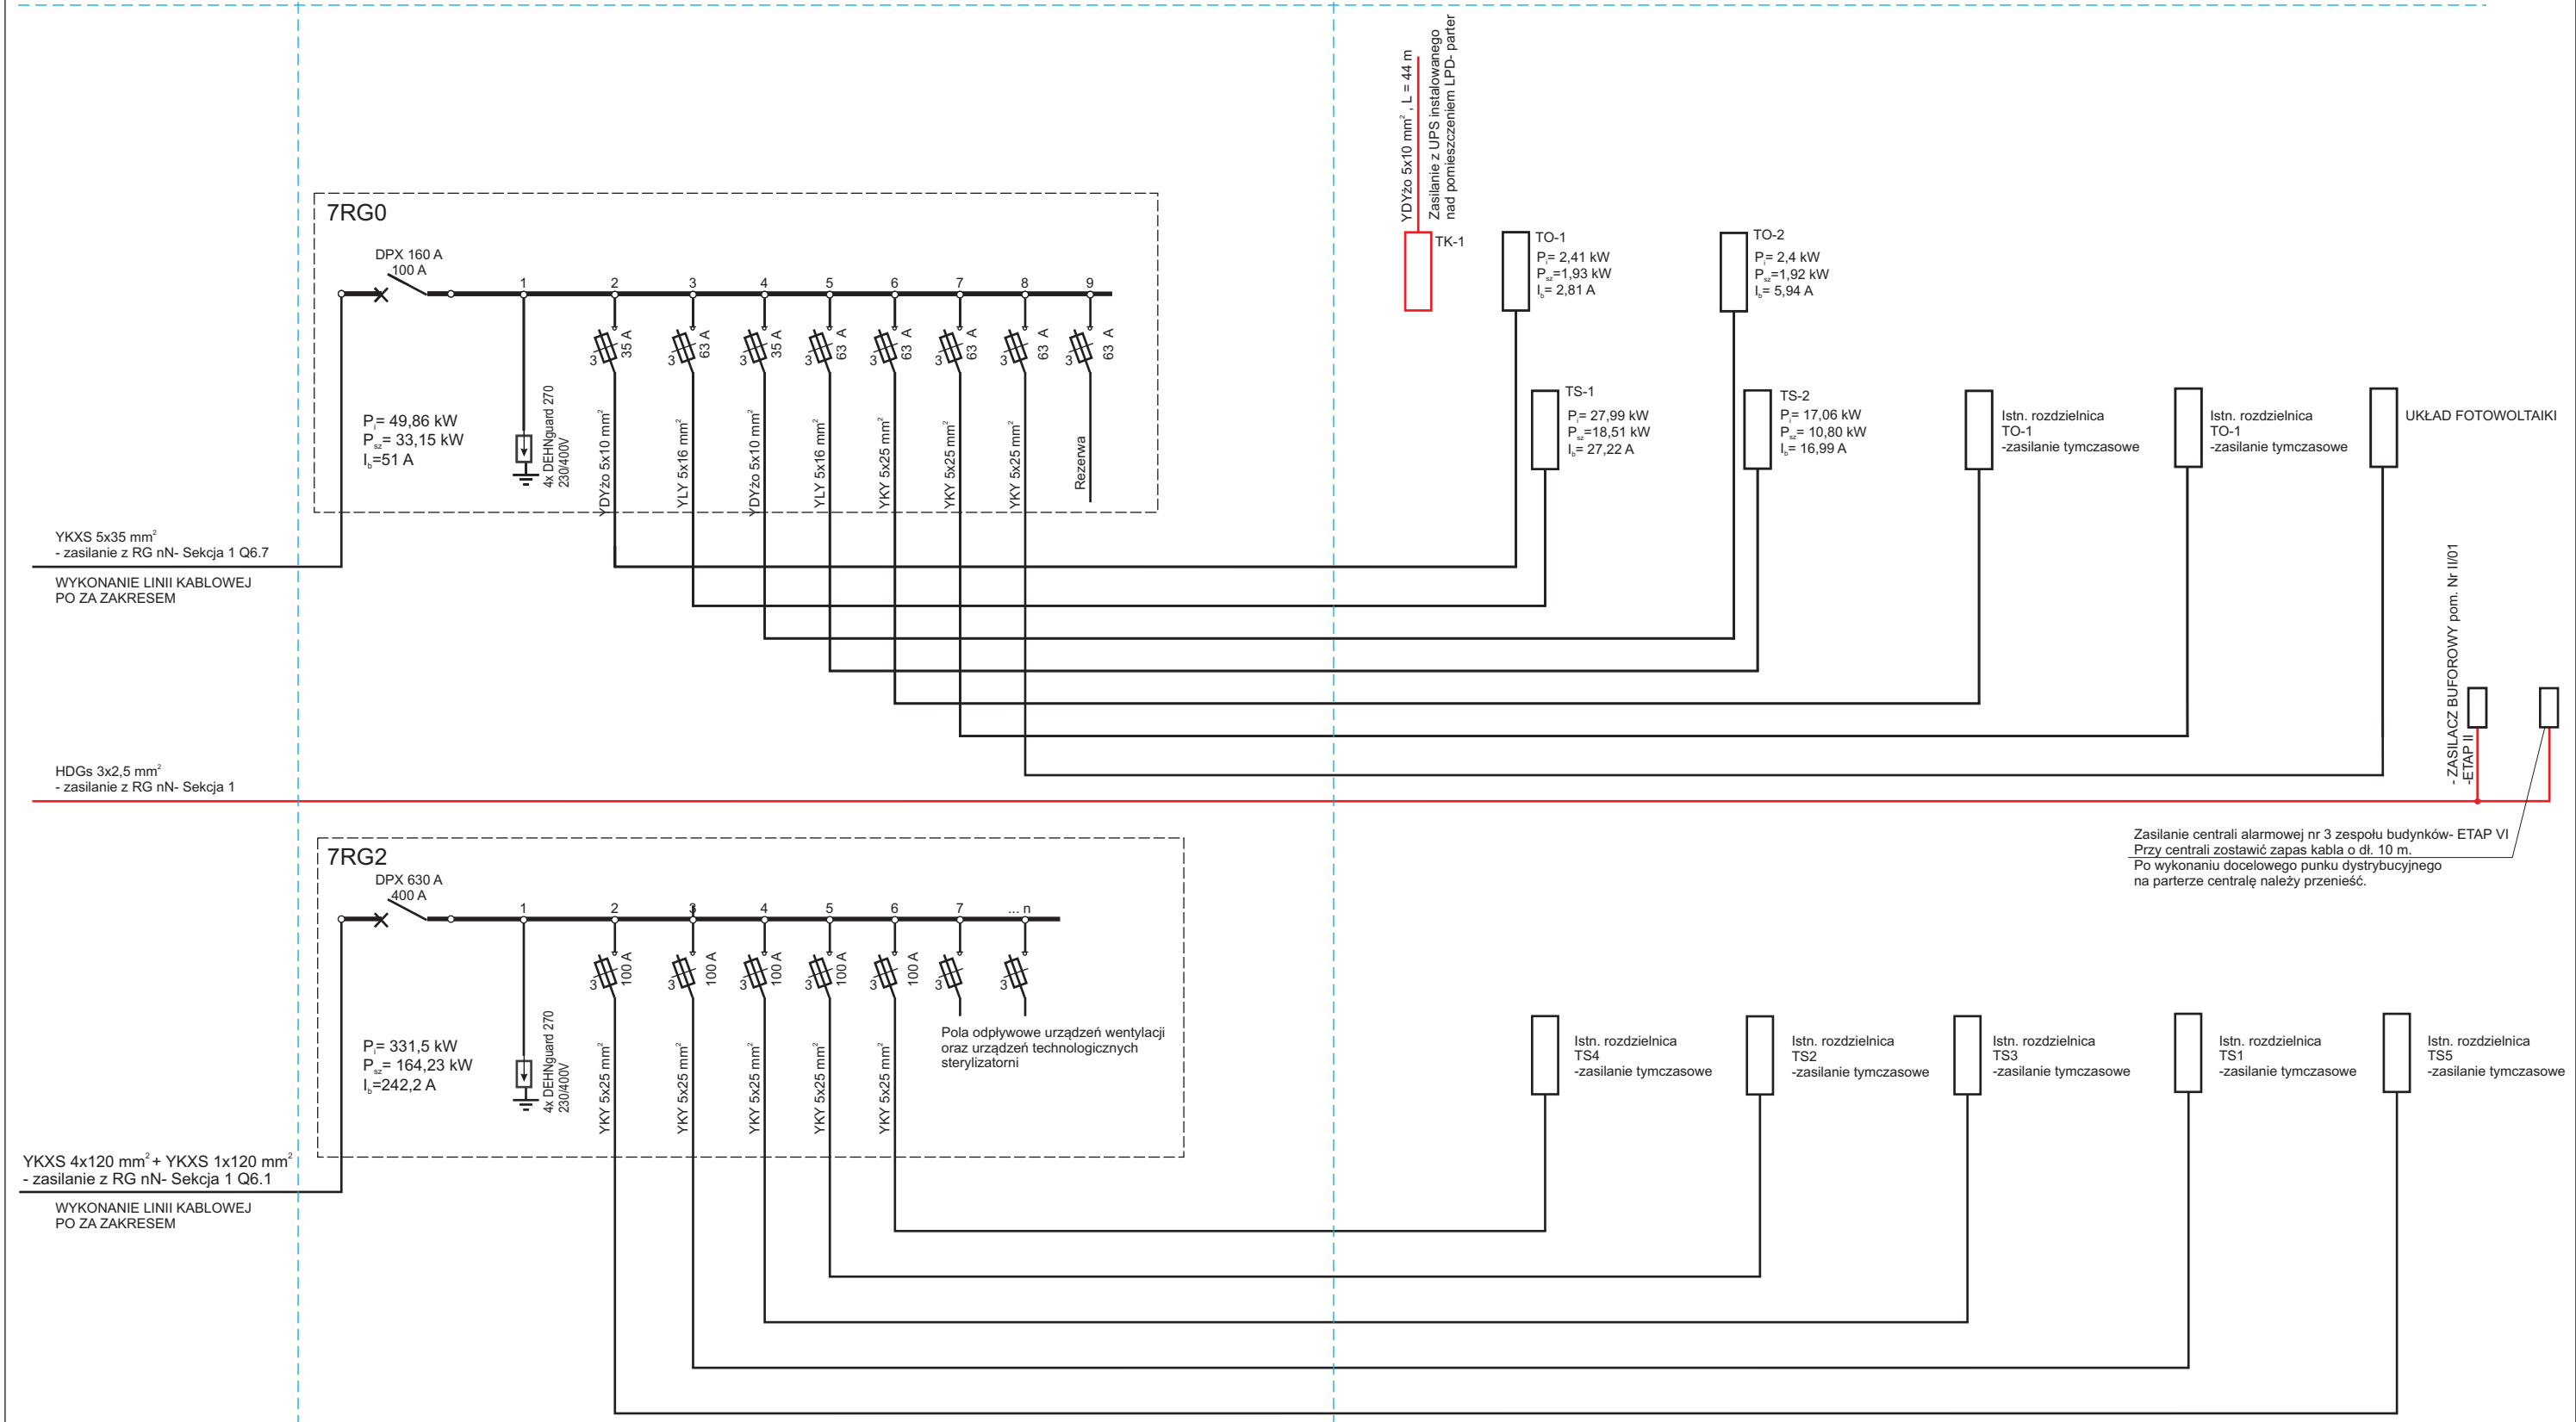 YDYżo 5x10 mm², L = 44 m
Zasilanie z UPS instalowanego
nad pomieszczeniem LPD- parter
TK-1
7RG0
DPX 160 A
100 A
1
2
3
4
5
6
7
8
9
3
35 A
3
63 A
3
35 A
3
63 A
3
63 A
3
63 A
3
63 A
3
63 A
Pᵢ= 49,86 kW
Psz= 33,15 kW
Ib=51 A
4x DEHNguard 270
230/400V
YDYżo 5x10 mm²
YLY 5x16 mm²
YDYżo 5x10 mm²
YLY 5x16 mm²
YKY 5x25 mm²
YKY 5x25 mm²
YKY 5x25 mm²
Rezerwa
TO-1
Pᵢ= 2,41 kW
Psz=1,93 kW
Ib= 2,81 A
TO-2
Pᵢ= 2,4 kW
Psz=1,92 kW
Ib= 5,94 A
TS-1
Pᵢ= 27,99 kW
Psz=18,51 kW
Ib= 27,22 A
TS-2
Pᵢ= 17,06 kW
Psz= 10,80 kW
Ib= 16,99 A
Istn. rozdzielnica
TO-1
-zasilanie tymczasowe
Istn. rozdzielnica
TO-1
-zasilanie tymczasowe
UKŁAD FOTOWOLTAIKI
YKXS 5x35 mm²
- zasilanie z RG nN- Sekcja 1 Q6.7
WYKONANIE LINII KABLOWEJ
PO ZA ZAKRESEM
HDGs 3x2,5 mm²
- zasilanie z RG nN- Sekcja 1
- ZASILACZ BUFOROWY pom. Nr II/01
-ETAP II
Zasilanie centrali alarmowej nr 3 zespołu budynków- ETAP VI
Przy centrali zostawić zapas kabla o dł. 10 m.
Po wykonaniu docelowego punku dystrybucyjnego
na parterze centralę należy przenieść.
7RG2
DPX 630 A
400 A
1
2
3
4
5
6
7
... n
3
100 A
3
100 A
3
100 A
3
100 A
3
100 A
3
3
Pᵢ= 331,5 kW
Psz= 164,23 kW
Ib=242,2 A
4x DEHNguard 270
230/400V
YKY 5x25 mm²
YKY 5x25 mm²
YKY 5x25 mm²
YKY 5x25 mm²
YKY 5x25 mm²
Pola odpływowe urządzeń wentylacji
oraz urządzeń technologicznych
sterylizatorni
Istn. rozdzielnica
TS4
-zasilanie tymczasowe
Istn. rozdzielnica
TS2
-zasilanie tymczasowe
Istn. rozdzielnica
TS3
-zasilanie tymczasowe
Istn. rozdzielnica
TS1
-zasilanie tymczasowe
Istn. rozdzielnica
TS5
-zasilanie tymczasowe
YKXS 4x120 mm² + YKXS 1x120 mm²
- zasilanie z RG nN- Sekcja 1 Q6.1
WYKONANIE LINII KABLOWEJ
PO ZA ZAKRESEM